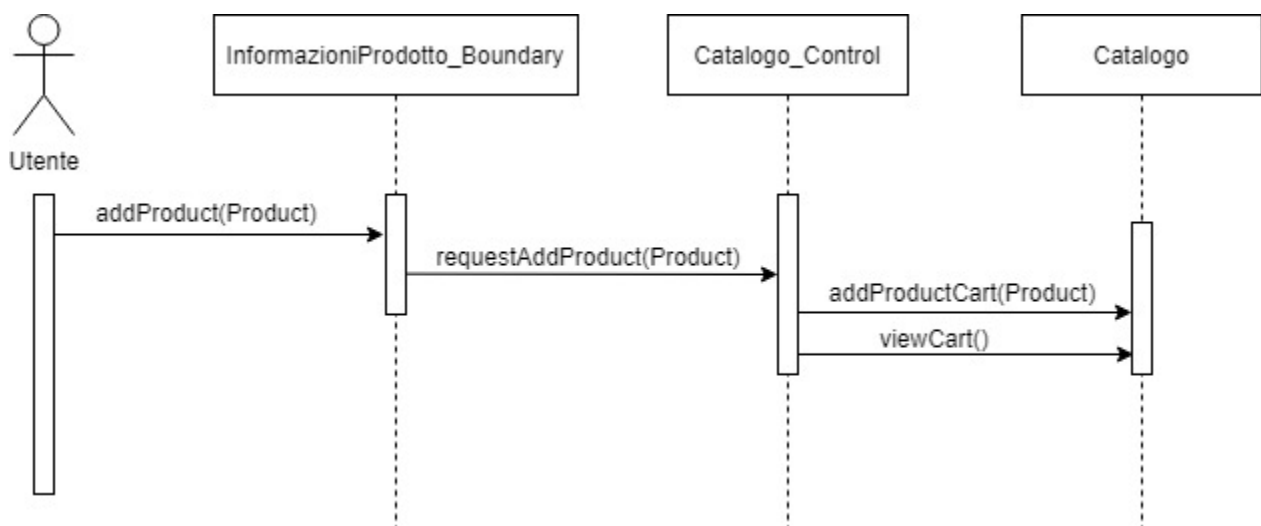 InformazioniProdotto_Boundary
Catalogo_Control
Catalogo
Utente
addProduct(Product)
requestAddProduct(Product)
addProductCart(Product)
viewCart()